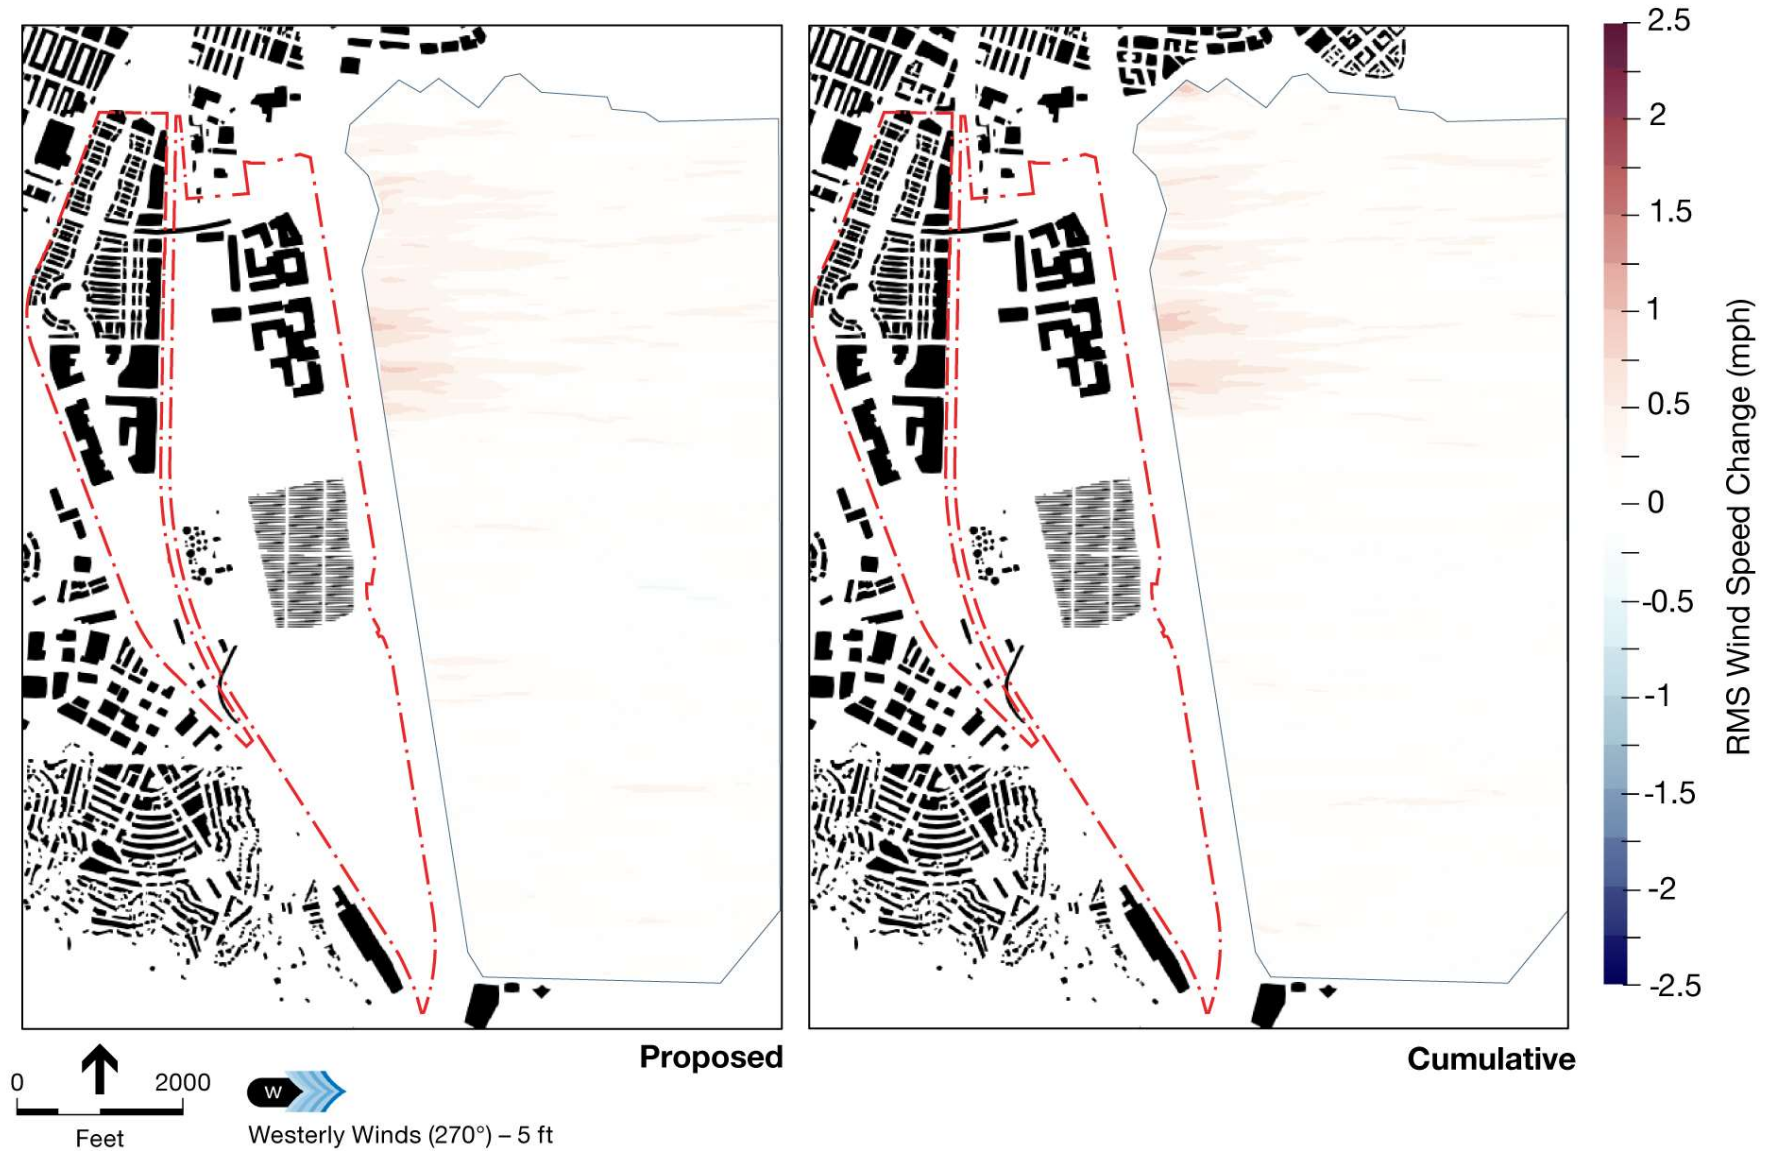 2.5
2
1.5
1
0.5
0
-0.5
-1
-1.5
-2
-2.5
RMS Wind Speed Change (mph)
Proposed
Cumulative
0 2000
Feet
W
Westerly Winds (270°) – 5 ft